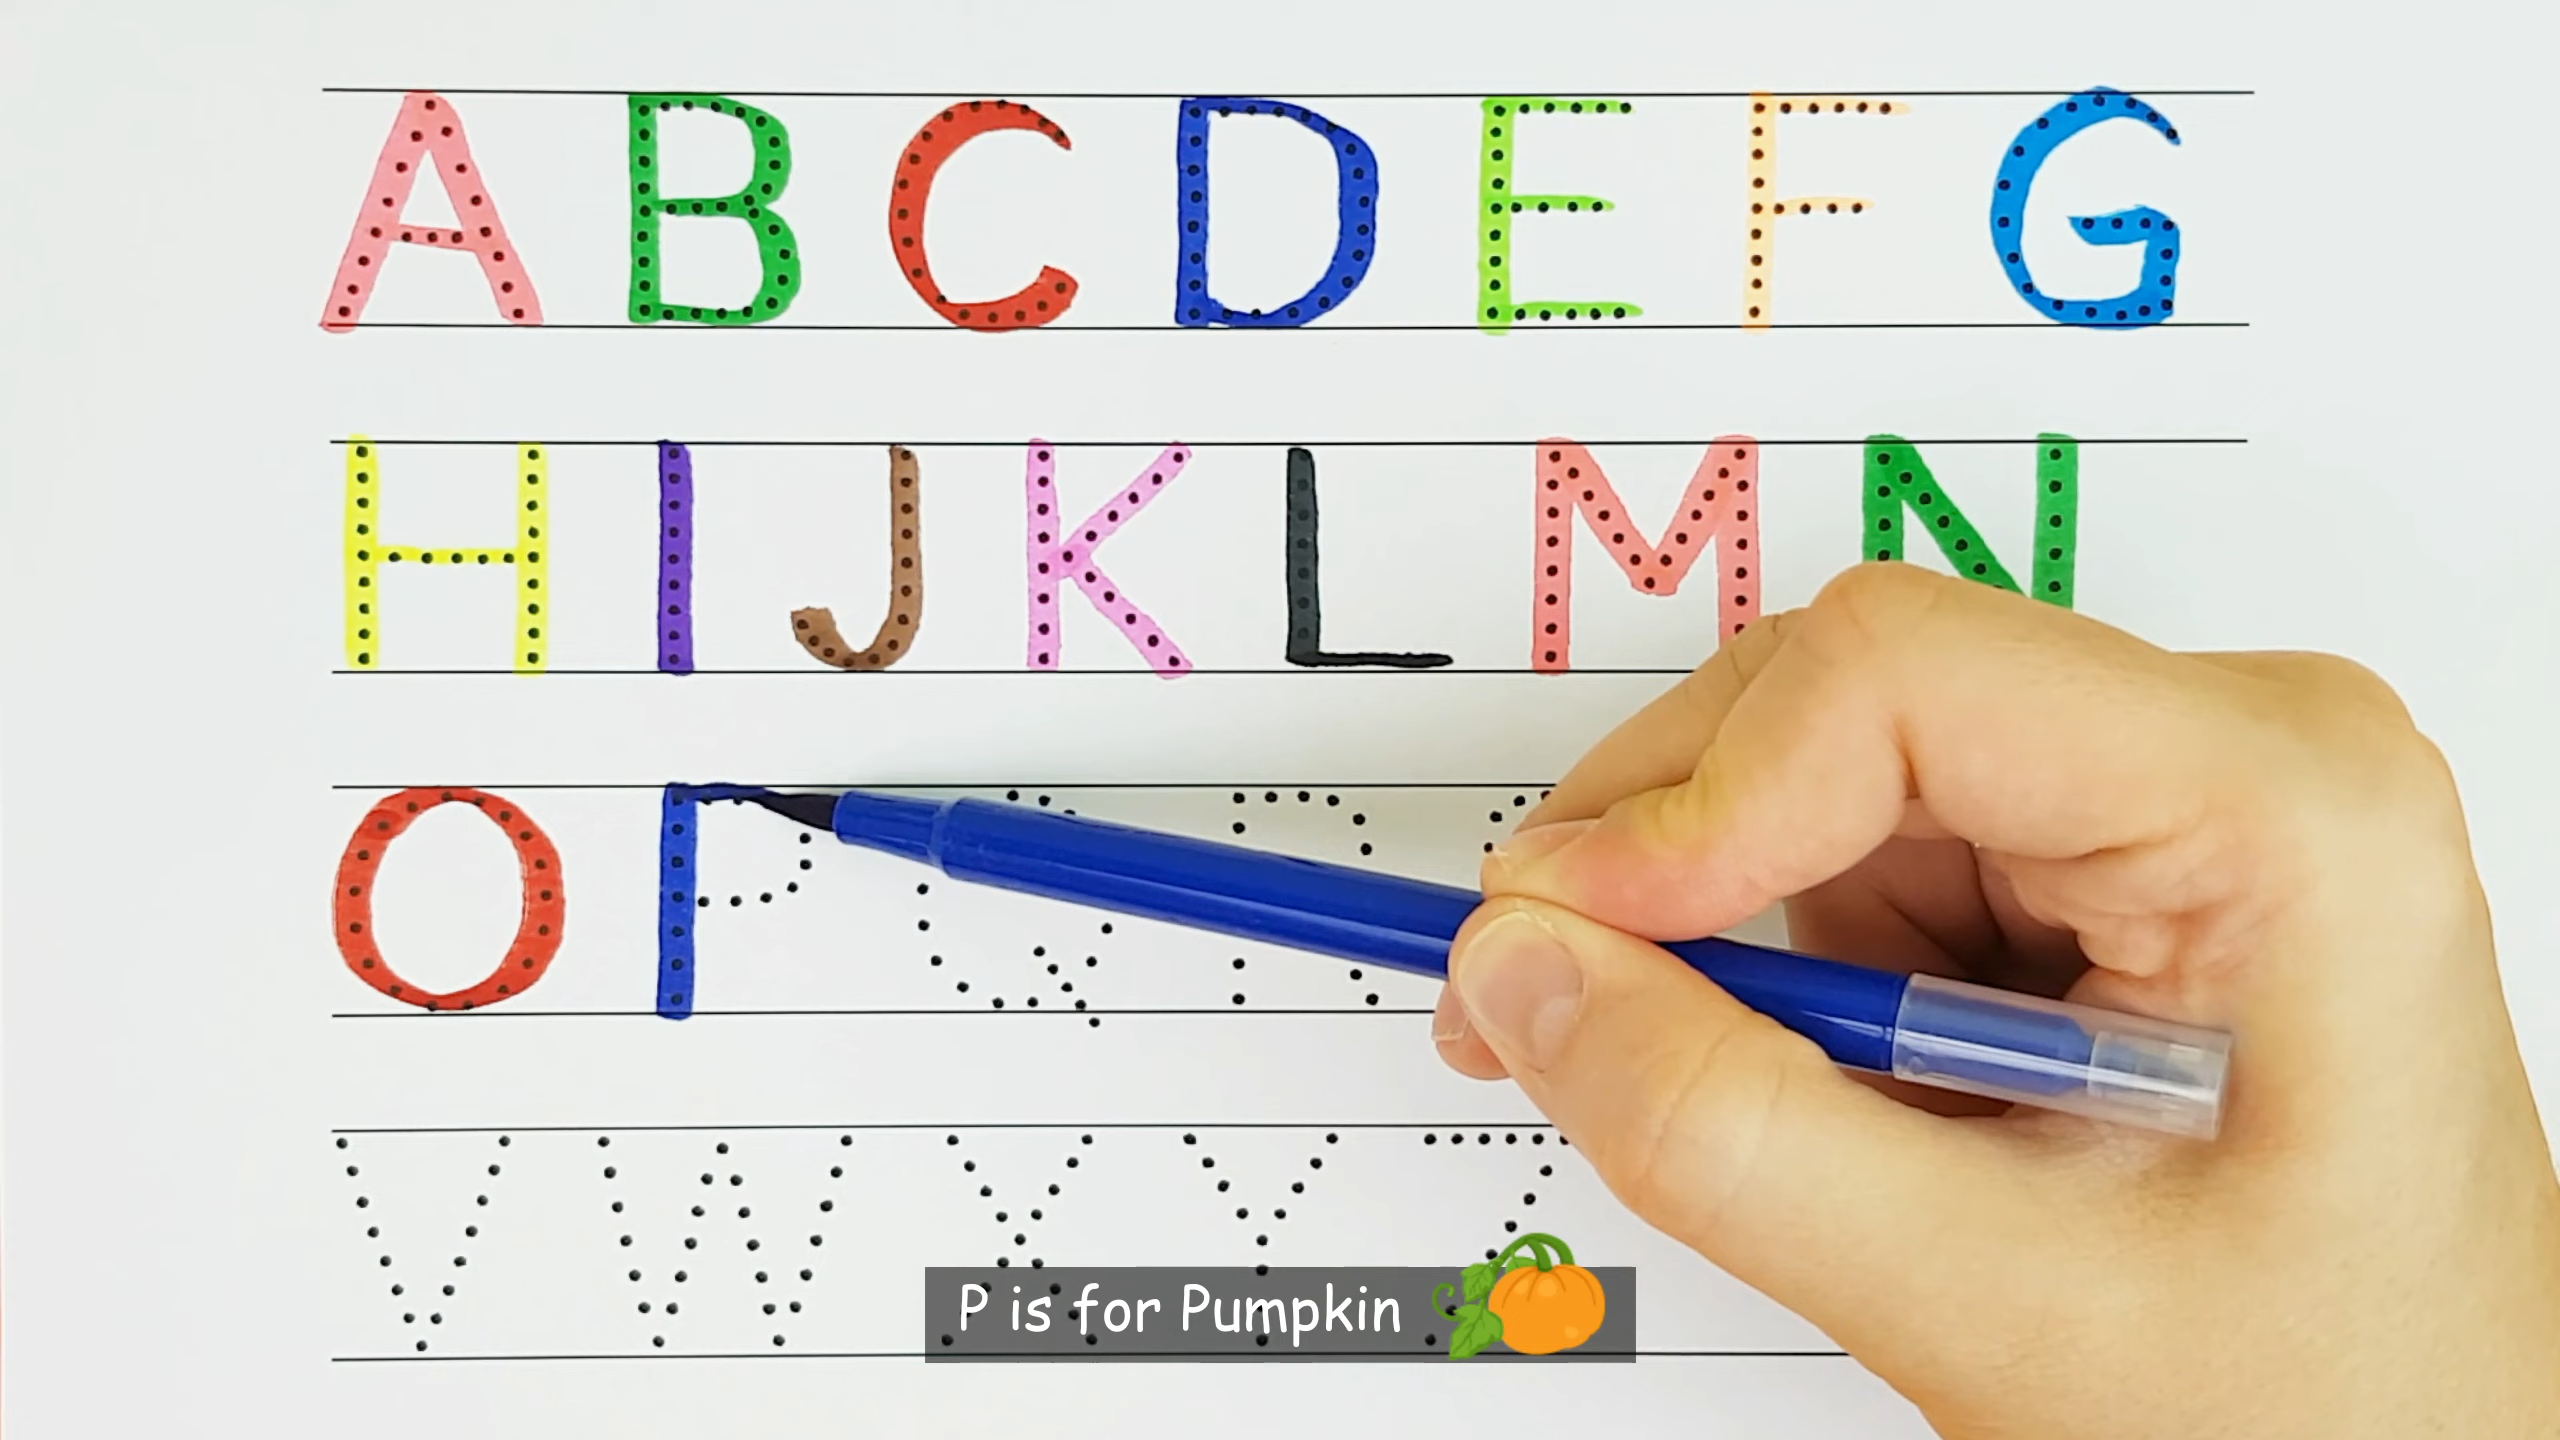 A B C D E F G
H I J K L M N
O P Q R
V W X Y Z
P is for Pumpkin